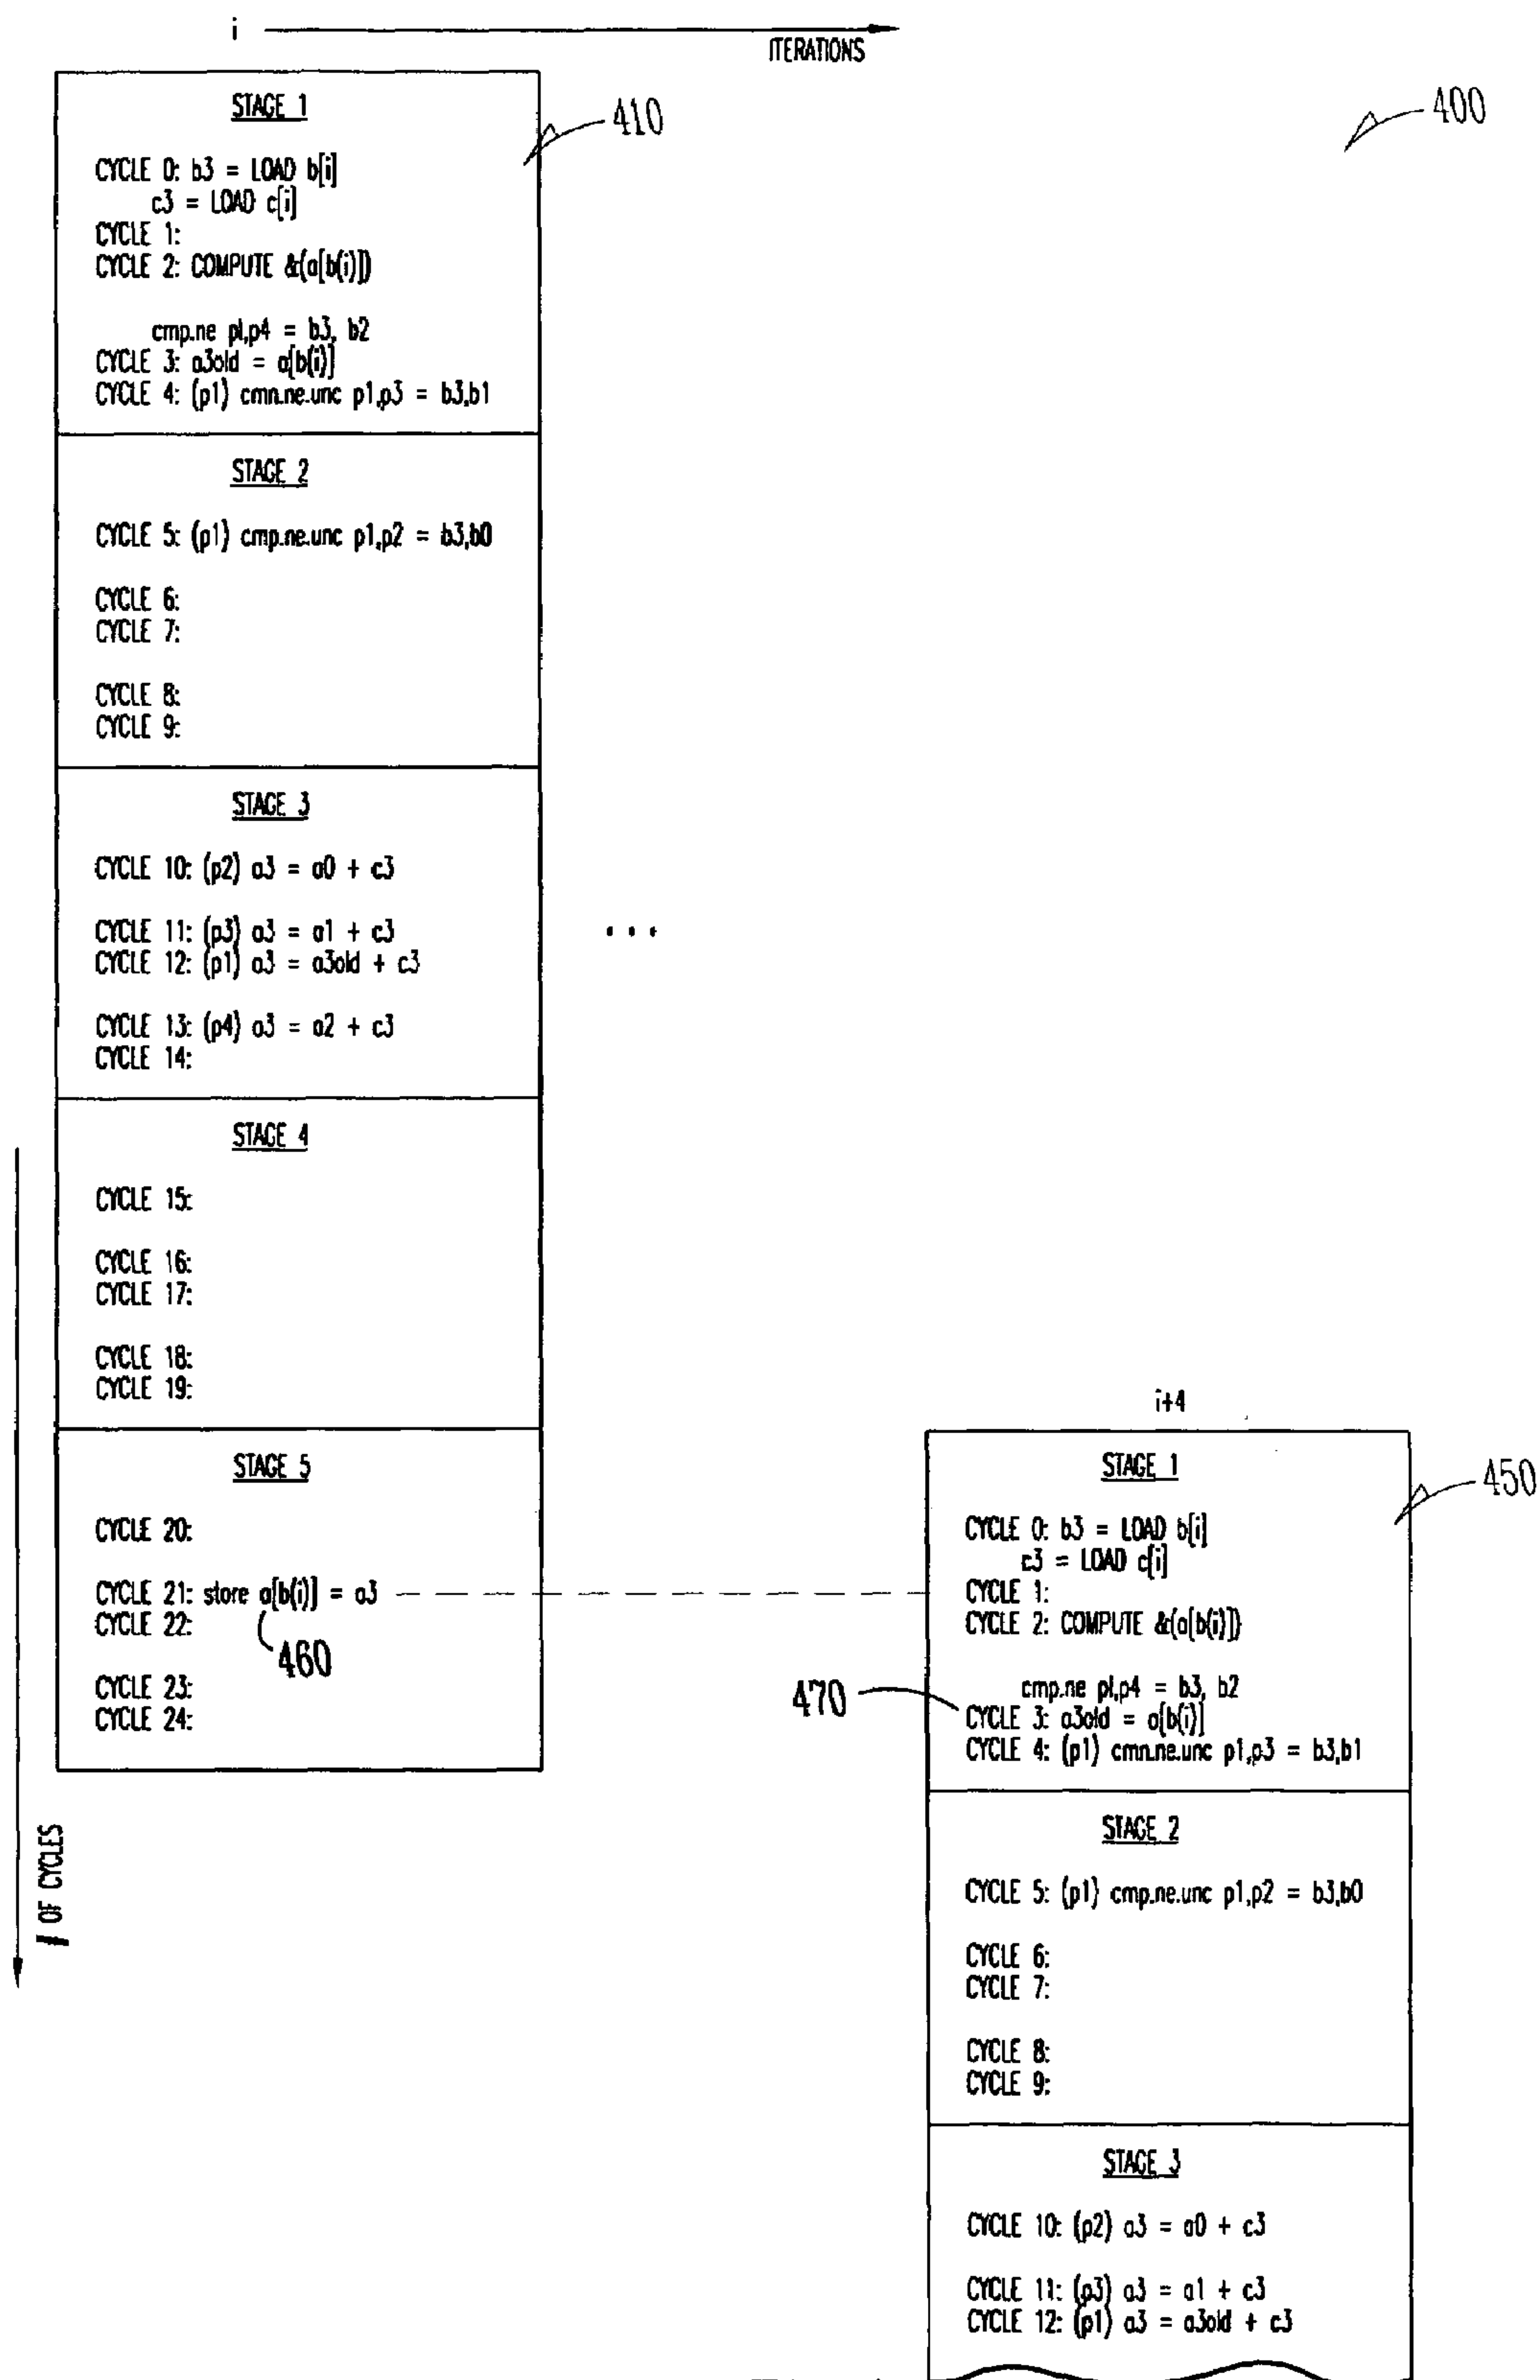 i
ITERATIONS
400
410
STAGE 1
CYCLE 0: b3 = LOAD b[i]
c3 = LOAD c[i]
CYCLE 1:
CYCLE 2: COMPUTE &(a[b(i)])
cmp.ne p1,p4 = b3, b2
CYCLE 3: a3old = a[b(i)]
CYCLE 4: (p1) cmn.ne.unc p1,p3 = b3,b1
STAGE 2
CYCLE 5: (p1) cmp.ne.unc p1,p2 = b3,b0
CYCLE 6:
CYCLE 7:
CYCLE 8:
CYCLE 9:
STAGE 3
CYCLE 10: (p2) a3 = a0 + c3
CYCLE 11: (p3) a3 = a1 + c3
CYCLE 12: (p1) a3 = a3old + c3
CYCLE 13: (p4) a3 = a2 + c3
CYCLE 14:
...
STAGE 4
CYCLE 15:
CYCLE 16:
CYCLE 17:
CYCLE 18:
CYCLE 19:
STAGE 5
CYCLE 20:
CYCLE 21: store a[b(i)] = a3
CYCLE 22:
460
CYCLE 23:
CYCLE 24:
OF CYCLES
i+4
450
STAGE 1
CYCLE 0: b3 = LOAD b[i]
c3 = LOAD c[i]
CYCLE 1:
CYCLE 2: COMPUTE &(a[b(i)])
cmp.ne p1,p4 = b3, b2
470
CYCLE 3: a3old = a[b(i)]
CYCLE 4: (p1) cmn.ne.unc p1,p3 = b3,b1
STAGE 2
CYCLE 5: (p1) cmp.ne.unc p1,p2 = b3,b0
CYCLE 6:
CYCLE 7:
CYCLE 8:
CYCLE 9:
STAGE 3
CYCLE 10: (p2) a3 = a0 + c3
CYCLE 11: (p3) a3 = a1 + c3
CYCLE 12: (p1) a3 = a3old + c3